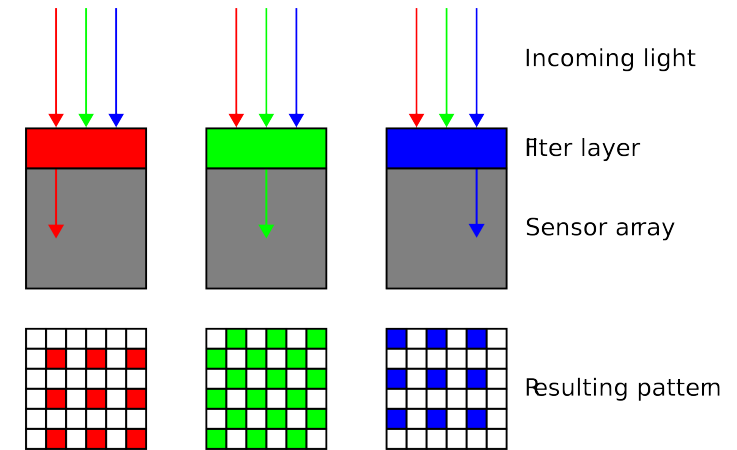 Incoming light
Filter layer
Sensor array
Resulting pattern